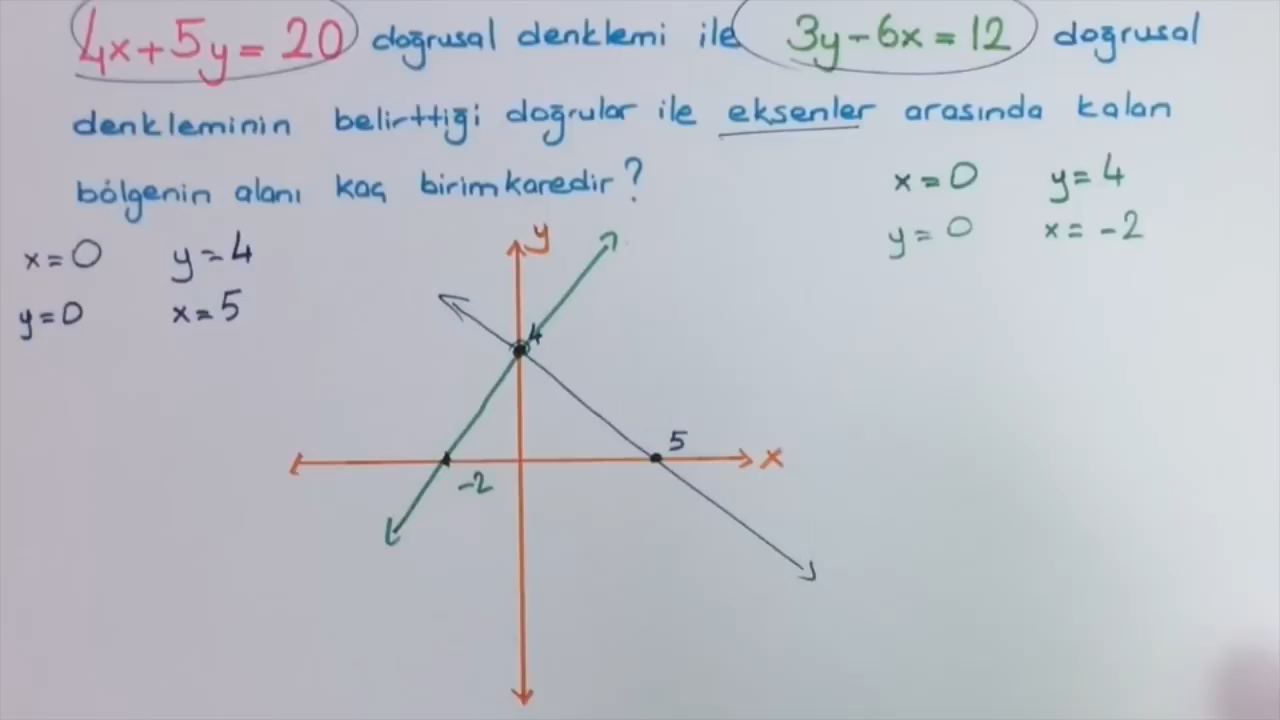 4x+5y=20 doğrusal denklemi ile 3y-6x=12 doğrusal
denkleminin belirttiği doğrular ile eksenler arasında kalan
bölgenin alanı kaç birimkaredir?
x=0 y=4
y=0 x=-2
x=0 y=4
y=0 x=5
y
4
5
x
-2